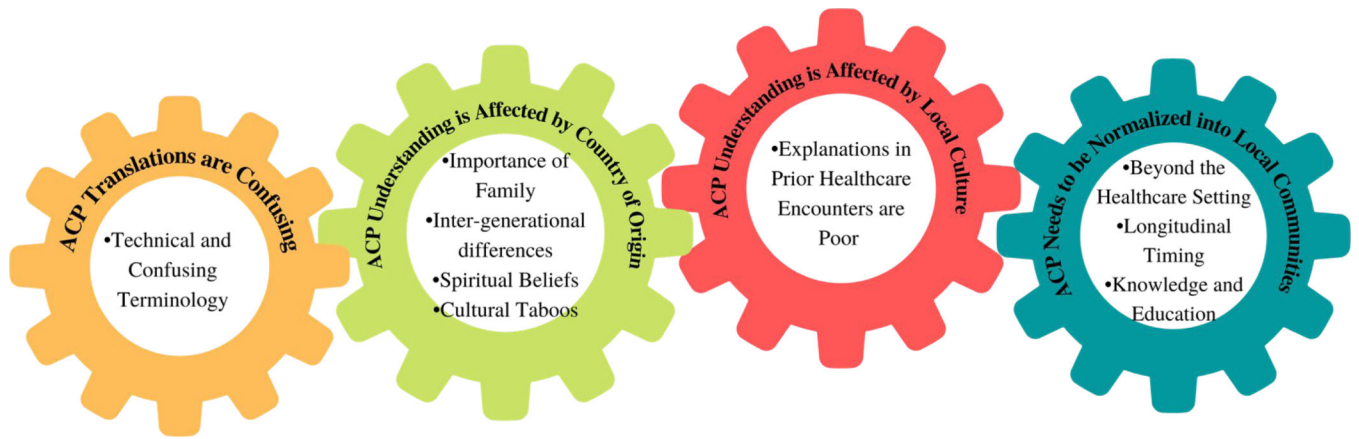 ACP Translations are Confusing
•Technical and
Confusing
Terminology
ACP Understanding is Affected by Country of Origin
•Importance of
Family
•Inter-generational
differences
•Spiritual Beliefs
•Cultural Taboos
ACP Understanding is Affected by Local Culture
•Explanations in
Prior Healthcare
Encounters are
Poor
ACP Needs to be Normalized into Local Communities
•Beyond the
Healthcare Setting
•Longitudinal
Timing
•Knowledge and
Education